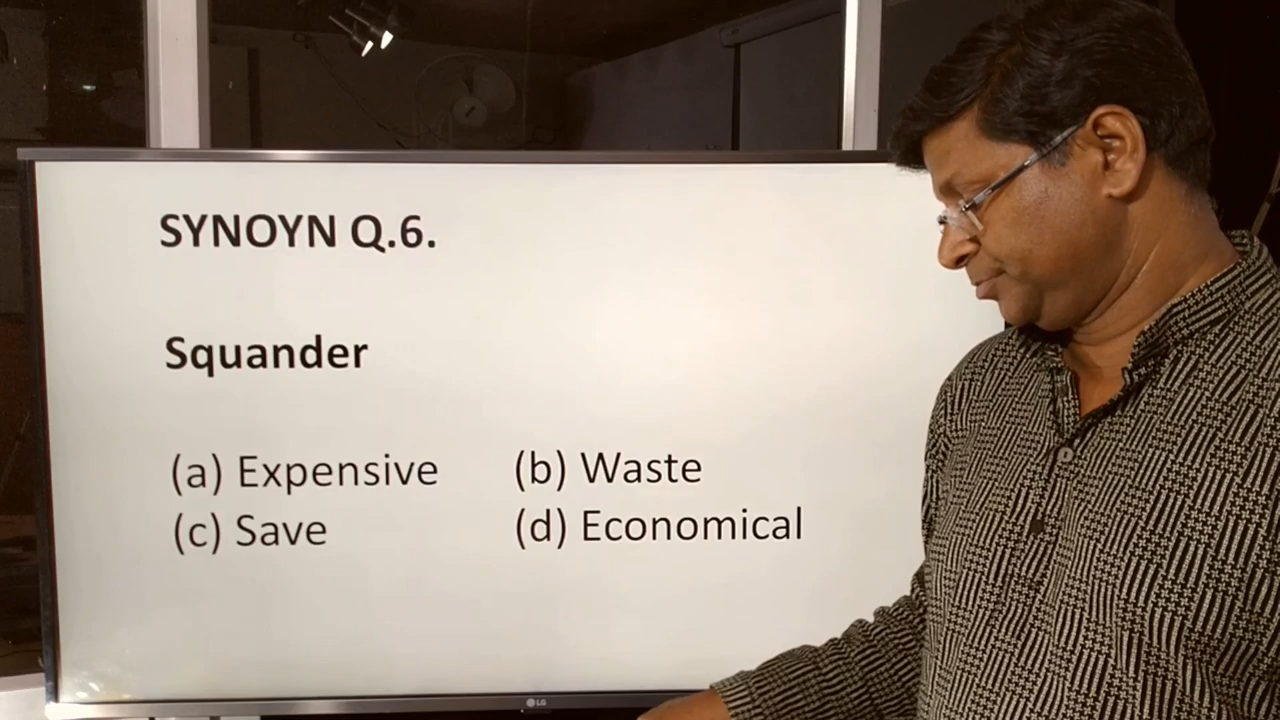 SYNOYN Q.6.
Squander
(a) Expensive (b) Waste
(c) Save (d) Economical
LG